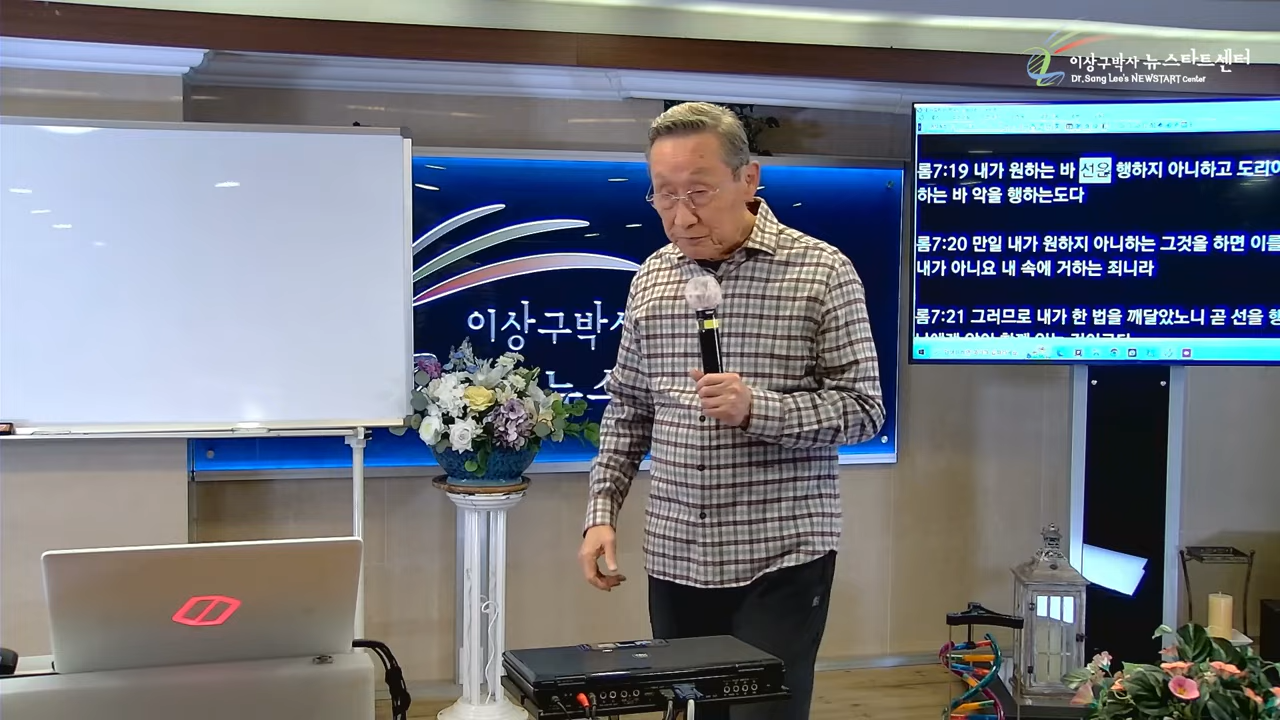 이상구박사 뉴스타트센터
Dr. Sang Lee's NEWSTART Center
롬7:19 내가 원하는 바 선을 행하지 아니하고 도리어
하는 바 악을 행하는도다
롬7:20 만일 내가 원하지 아니하는 그것을 하면 이를
내가 아니요 내 속에 거하는 죄니라
롬7:21 그러므로 내가 한 법을 깨달았노니 곧 선을
이상구박사
뉴스